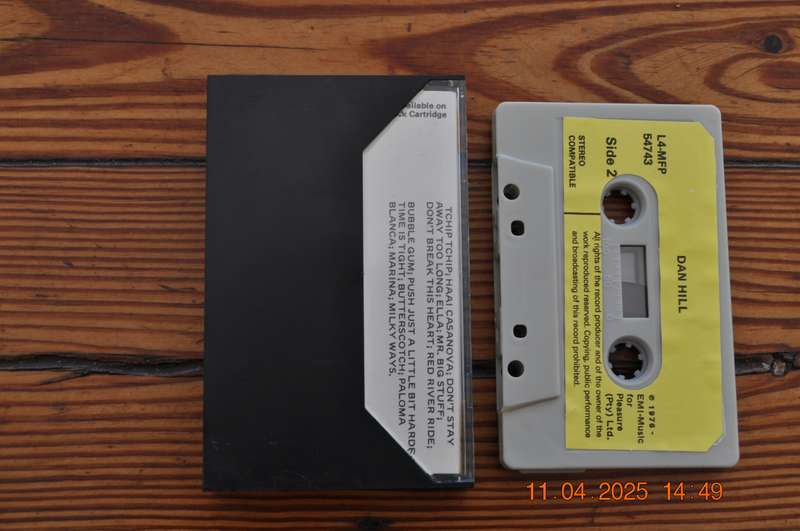 ailable on
Cartridge
TCHIP TCHIP; HAAI CASANOVA; DON'T STAY
AWAY TOO LONG; ELLA; MR. BIG STUFF;
DON'T BREAK THIS HEART; RED RIVER RIDE;
BUBBLE GUM; PUSH JUST A LITTLE BIT HARDE
TIME IS TIGHT; BUTTERSCOTCH; PALOMA
BLANCA; MARINA; MILKY WAYS.
L4-MFP
54743
Side 2
STEREO
COMPATIBLE
DAN HILL
All rights of the record producer and of the owner of the
work reproduced reserved. Copying, public performance
and broadcasting of this record prohibited.
℗ 1976 -
EMI-Music
for
Pleasure
(Pty) Ltd.
11.04.2025 14:49